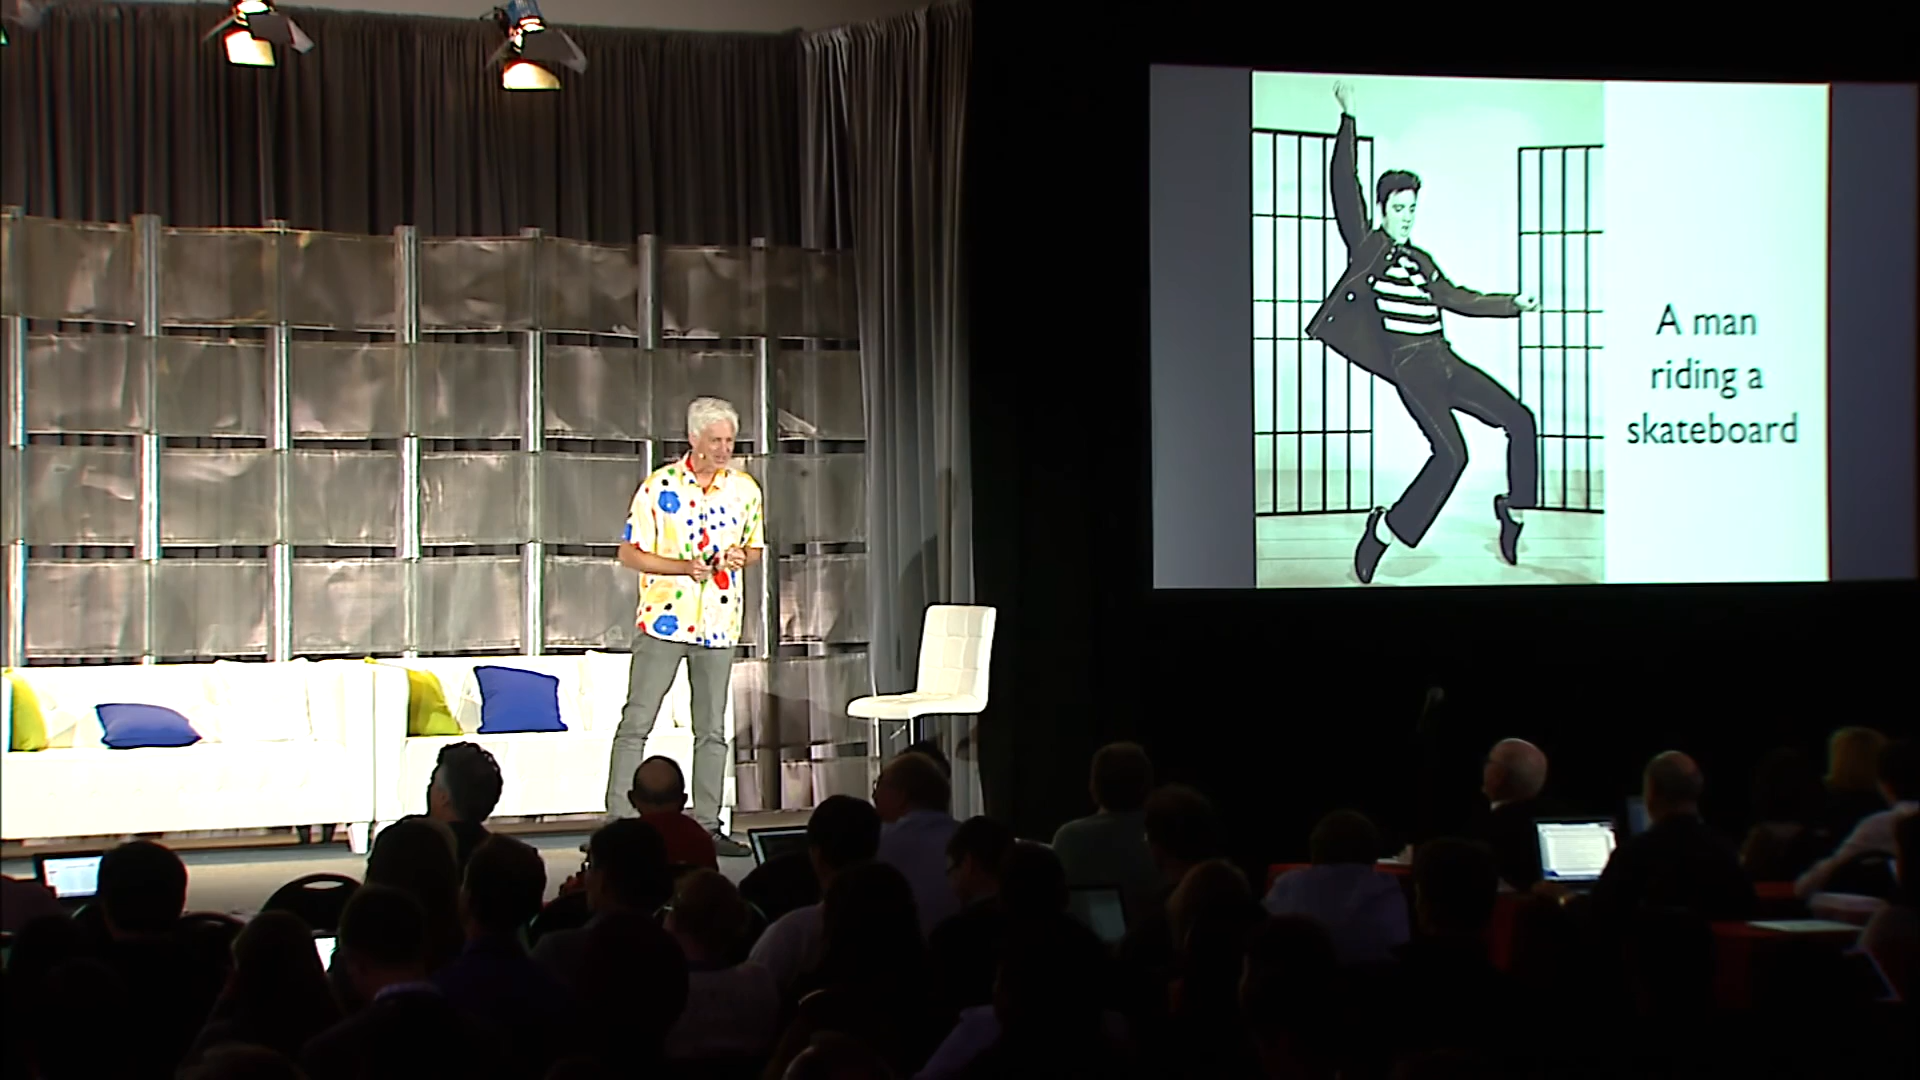 A man
riding a
skateboard